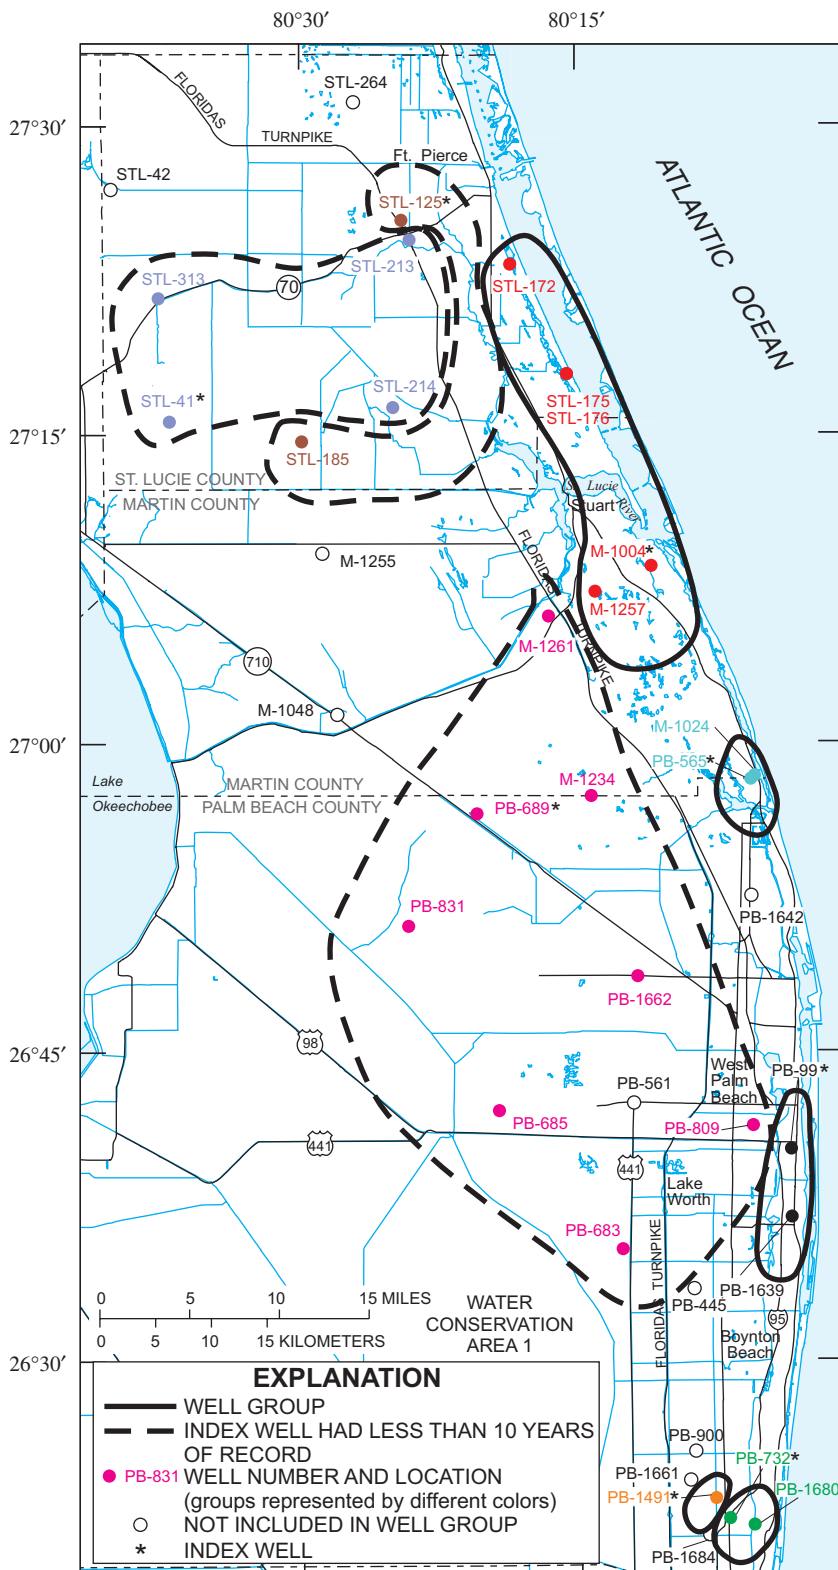 80°30′
80°15′
27°30′
27°15′
27°00′
26°45′
26°30′
STL-264
FLORIDAS
TURNPIKE
Ft. Pierce
STL-42
STL-125*
STL-213
STL-313
70
STL-172
ATLANTIC OCEAN
STL-41*
STL-214
STL-175
STL-176
STL-185
ST. LUCIE COUNTY
MARTIN COUNTY
St. Lucie
River
Stuart
M-1255
FLORIDAS
TURNPIKE
M-1004*
M-1257
M-1261
710
M-1048
M-1024
PB-565*
Lake
Okeechobee
MARTIN COUNTY
PALM BEACH COUNTY
M-1234
PB-689*
PB-831
PB-1642
PB-1662
98
West
Palm
Beach
PB-99*
PB-561
PB-685
PB-809
441
441
Lake
Worth
PB-683
FLORIDAS TURNPIKE
PB-445
PB-1639
95
Boynton
Beach
0 5 10 15 MILES
0 5 10 15 KILOMETERS
WATER
CONSERVATION
AREA 1
PB-900
PB-732*
PB-1661
PB-1680
PB-1491*
PB-1684
EXPLANATION
WELL GROUP
INDEX WELL HAD LESS THAN 10 YEARS
OF RECORD
PB-831 WELL NUMBER AND LOCATION
(groups represented by different colors)
NOT INCLUDED IN WELL GROUP
* INDEX WELL